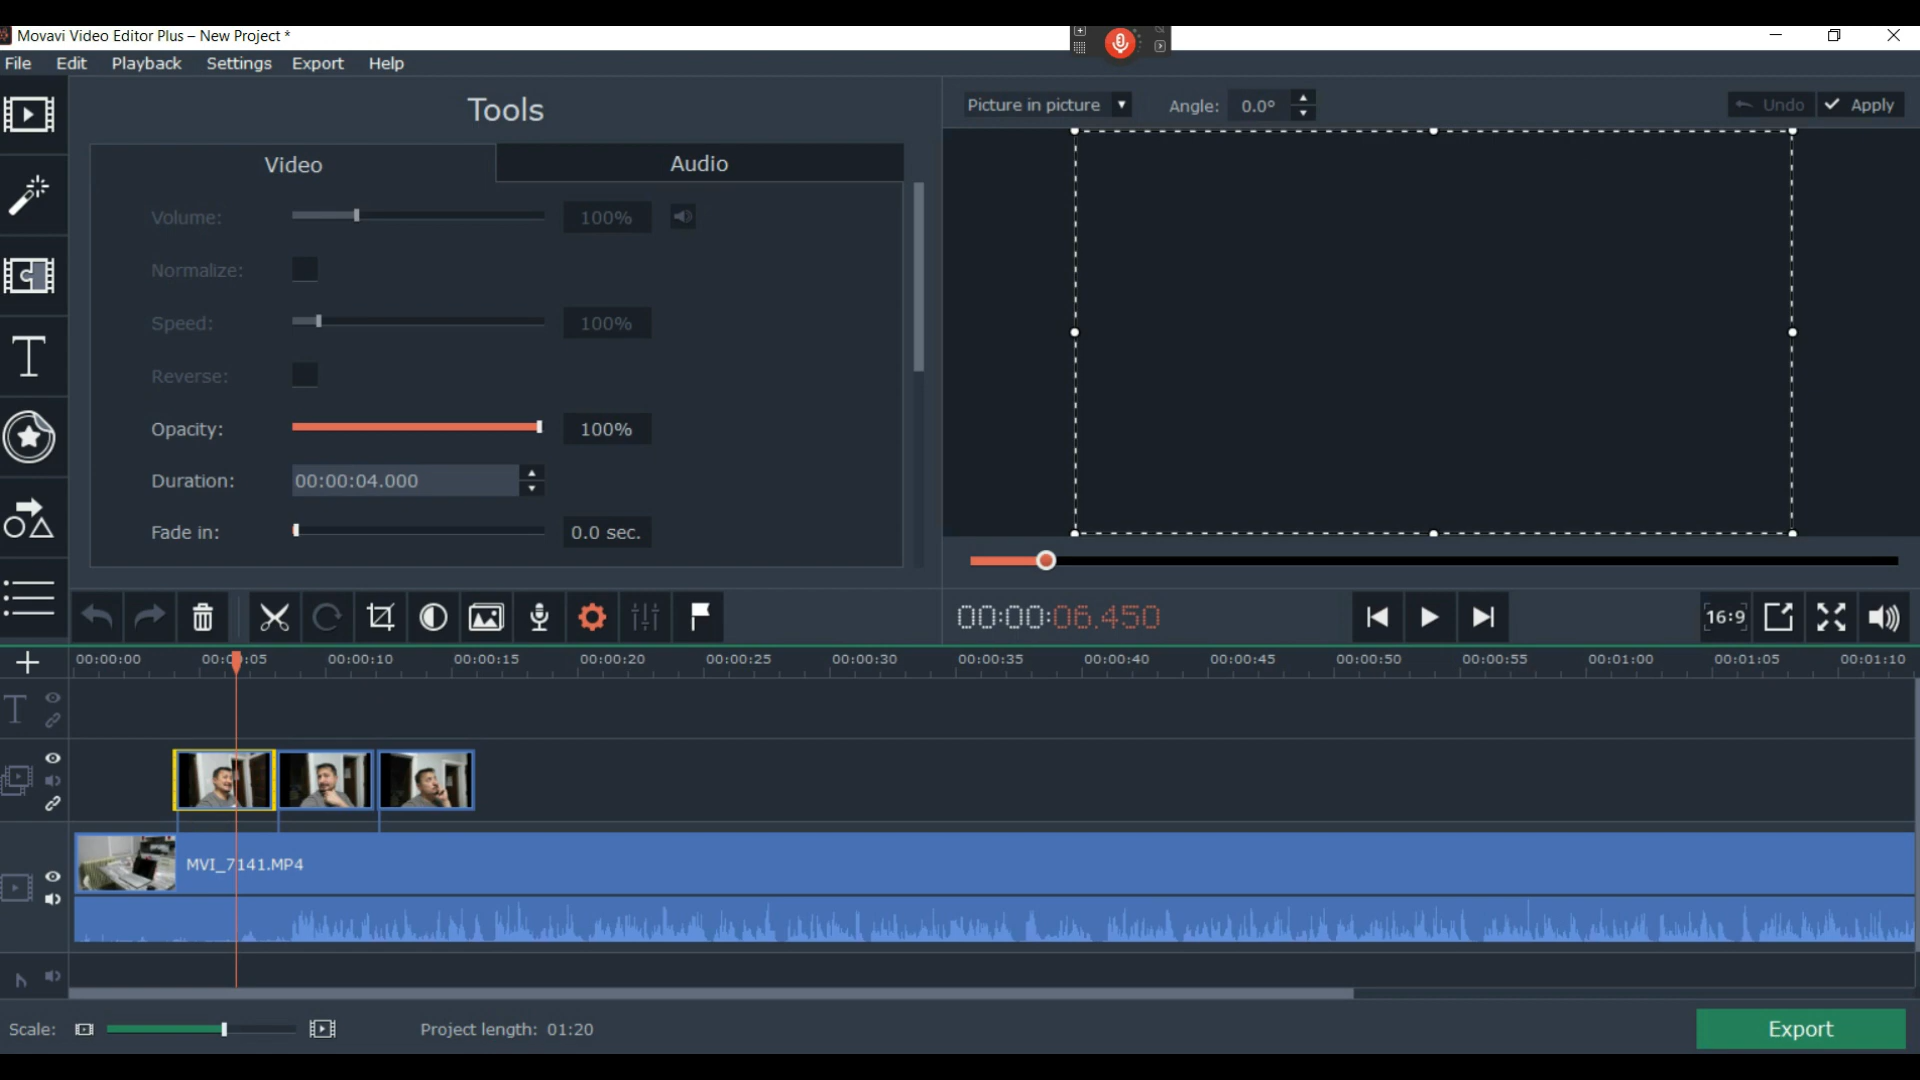 Movavi Video Editor Plus – New Project *
File Edit Playback Settings Export Help
Tools
Picture in picture
Angle: 0.0°
Undo
Apply
Video
Audio
Volume: 100%
Normalize:
Speed: 100%
Reverse:
Opacity: 100%
Duration: 00:00:04.000
Fade in: 0.0 sec.
00:00:06.450
16:9
00:00:00 00:00:05 00:00:10 00:00:15 00:00:20 00:00:25 00:00:30 00:00:35 00:00:40 00:00:45 00:00:50 00:00:55 00:01:00 00:01:05 00:01:10
MVI_7141.MP4
Scale:
Project length: 01:20
Export